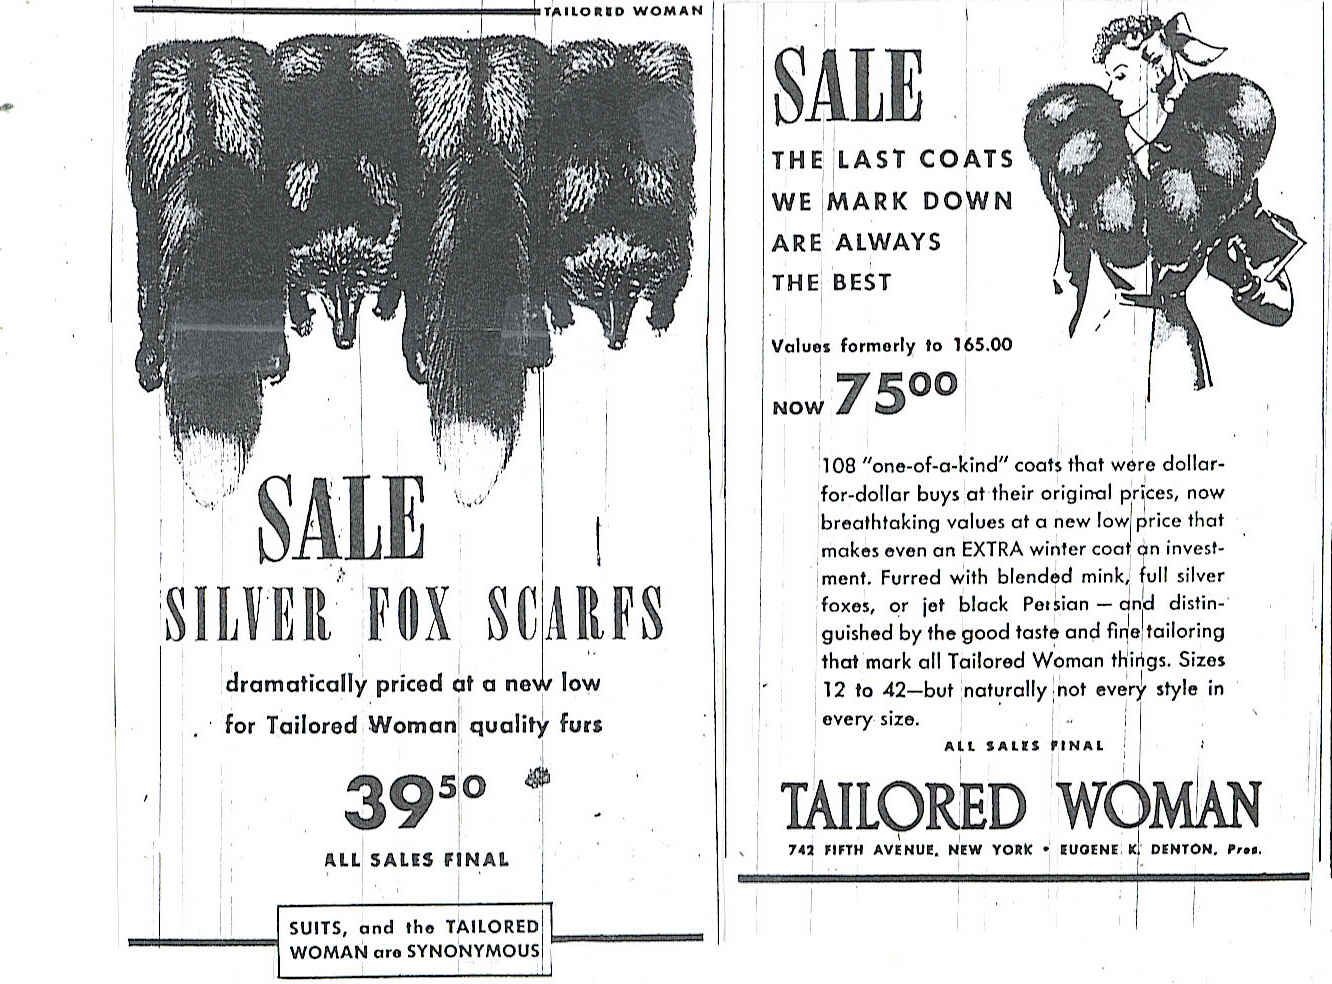 TAILORED WOMAN
SALE
SILVER FOX SCARFS
dramatically priced at a new low
for Tailored Woman quality furs
39⁵⁰
ALL SALES FINAL
SUITS, and the TAILORED
WOMAN are SYNONYMOUS
SALE
THE LAST COATS
WE MARK DOWN
ARE ALWAYS
THE BEST
Values formerly to 165.00
NOW 75⁰⁰
108 "one-of-a-kind" coats that were dollar-
for-dollar buys at their original prices, now
breathtaking values at a new low price that
makes even an EXTRA winter coat an invest-
ment. Furred with blended mink, full silver
foxes, or jet black Persian — and distin-
guished by the good taste and fine tailoring
that mark all Tailored Woman things. Sizes
12 to 42—but naturally not every style in
every size.
ALL SALES FINAL
TAILORED WOMAN
742 FIFTH AVENUE, NEW YORK • EUGENE K. DENTON, Pres.